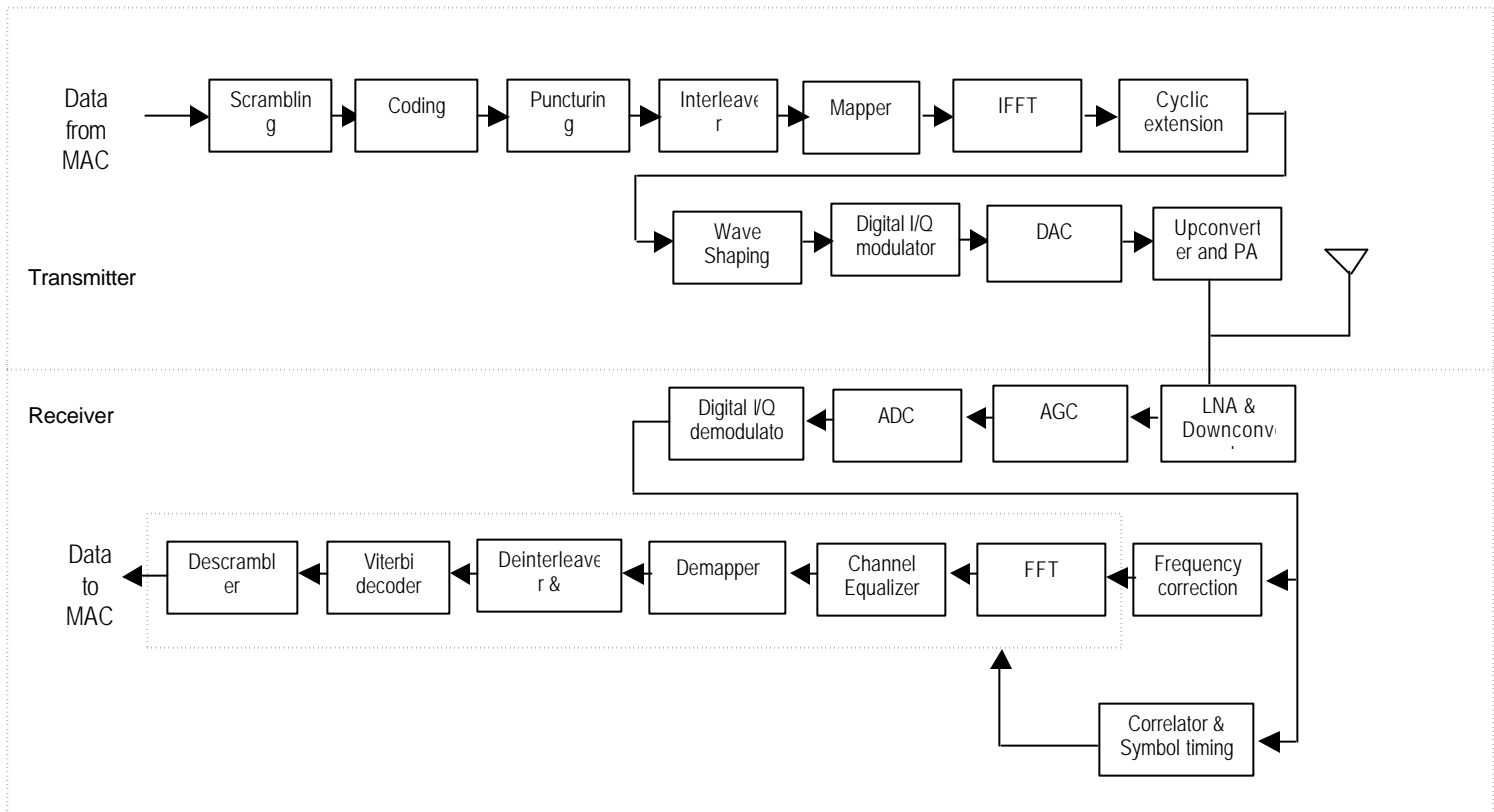 Data
from
MAC
Scramblin
g
Coding
Puncturin
g
Interleave
r
Mapper
IFFT
Cyclic
extension
Wave
Shaping
Digital I/Q
modulator
DAC
Upconvert
er and PA
Transmitter
Receiver
Digital I/Q
demodulato
ADC
AGC
LNA &
Downconv
Data
to
MAC
Descrambl
er
Viterbi
decoder
Deinterleave
r &
Demapper
Channel
Equalizer
FFT
Frequency
correction
Correlator &
Symbol timing